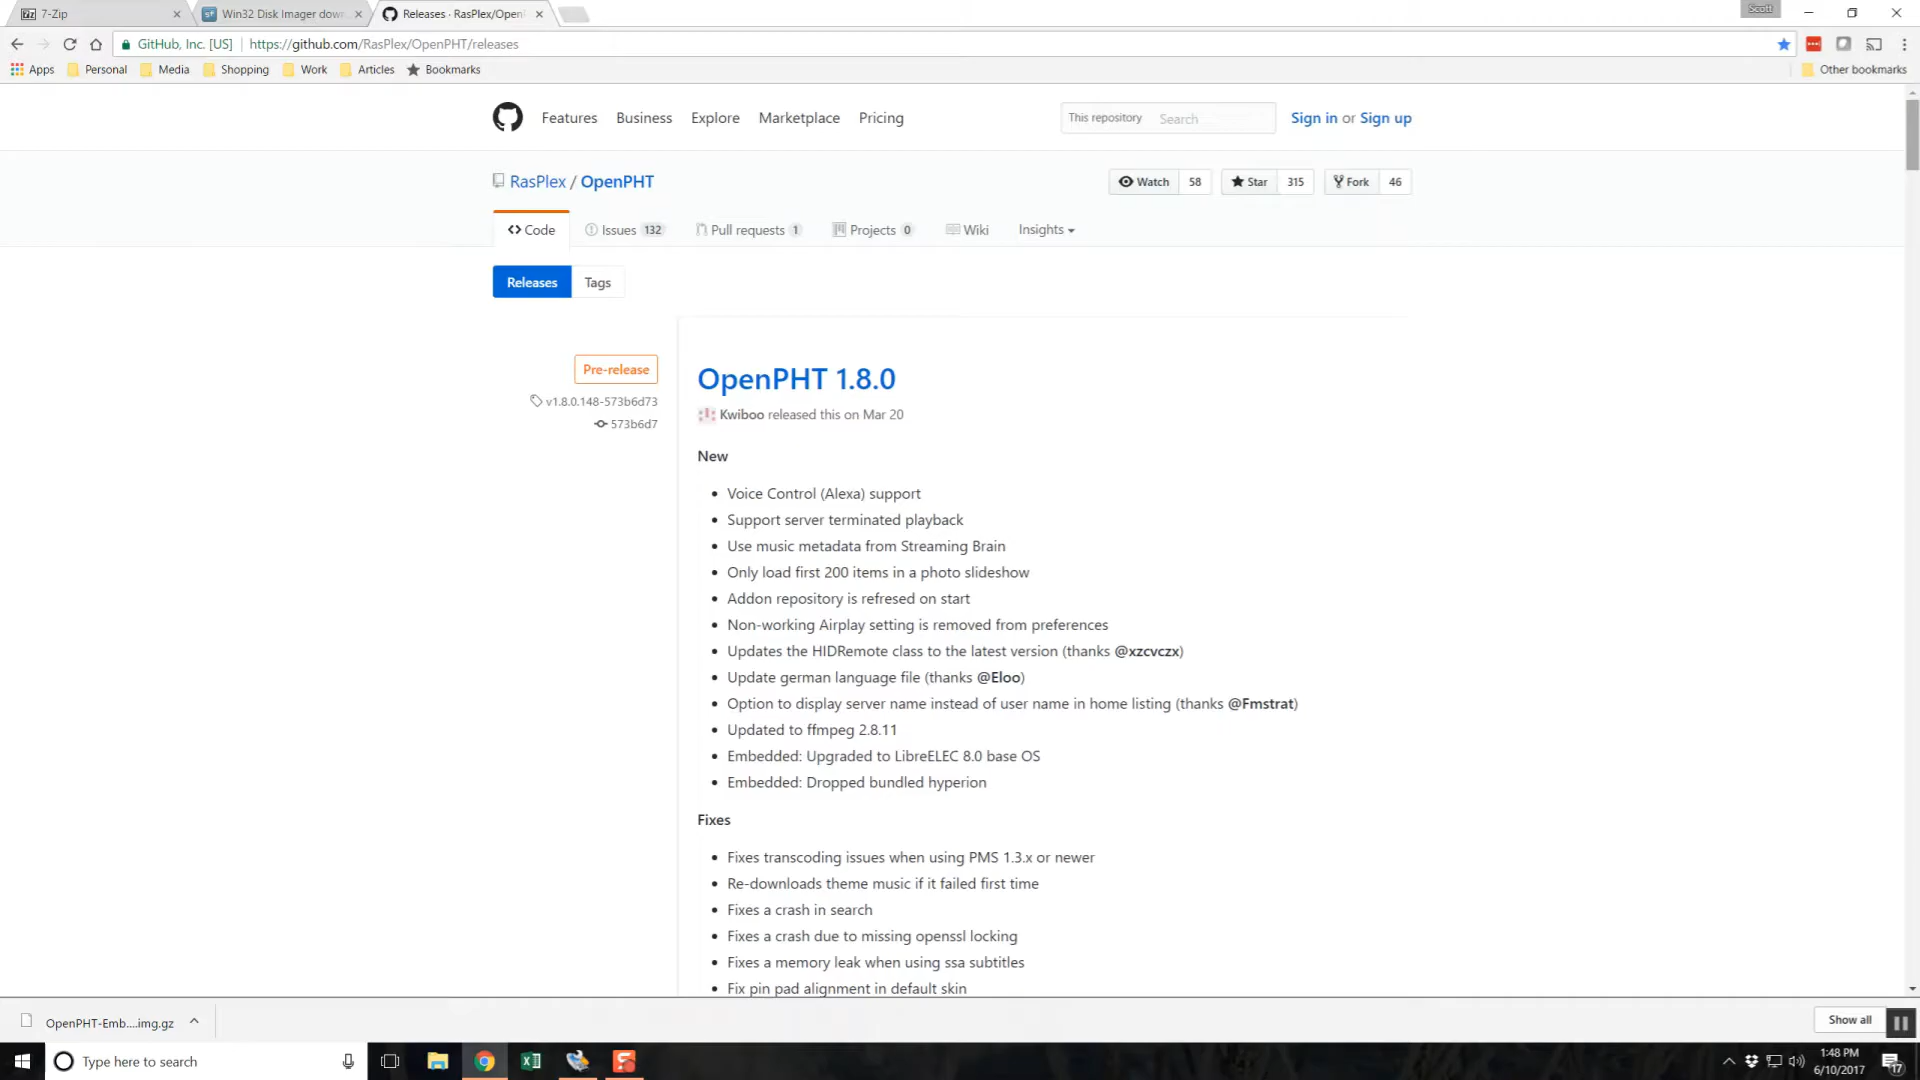 7-Zip
Win32 Disk Imager down
Releases · RasPlex/Open
Scott
GitHub, Inc. [US]
https://github.com/RasPlex/OpenPHT/releases
Apps
Personal
Media
Shopping
Work
Articles
Bookmarks
Other bookmarks
Features
Business
Explore
Marketplace
Pricing
This repository
Search
Sign in or Sign up
RasPlex / OpenPHT
Watch 58
Star 315
Fork 46
Code
Issues 132
Pull requests 1
Projects 0
Wiki
Insights
Releases
Tags
Pre-release
v1.8.0.148-573b6d73
573b6d7
OpenPHT 1.8.0
Kwiboo released this on Mar 20
New
Voice Control (Alexa) support
Support server terminated playback
Use music metadata from Streaming Brain
Only load first 200 items in a photo slideshow
Addon repository is refresed on start
Non-working Airplay setting is removed from preferences
Updates the HIDRemote class to the latest version (thanks @xzcvczx)
Update german language file (thanks @Eloo)
Option to display server name instead of user name in home listing (thanks @Fmstrat)
Updated to ffmpeg 2.8.11
Embedded: Upgraded to LibreELEC 8.0 base OS
Embedded: Dropped bundled hyperion
Fixes
Fixes transcoding issues when using PMS 1.3.x or newer
Re-downloads theme music if it failed first time
Fixes a crash in search
Fixes a crash due to missing openssl locking
Fixes a memory leak when using ssa subtitles
Fix pin pad alignment in default skin
OpenPHT-Emb....img.gz
Show all
Type here to search
1:48 PM
6/10/2017
17